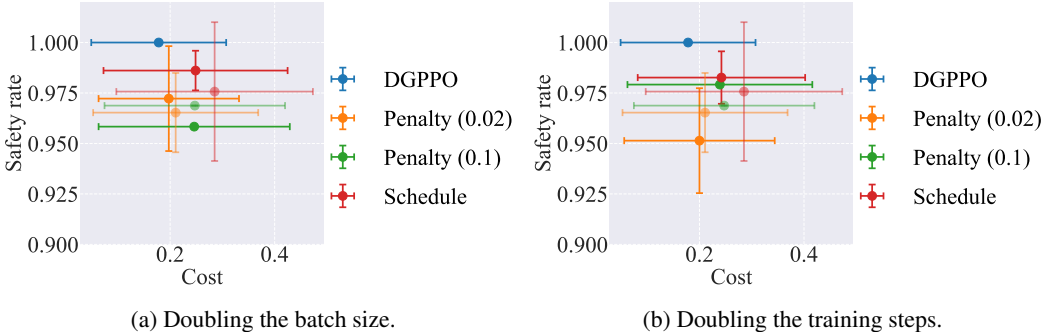 Safety rate
1.000
0.975
0.950
0.925
0.900
0.2
0.4
Cost
DGPPO
Penalty (0.02)
Penalty (0.1)
Schedule
(a) Doubling the batch size.
Safety rate
1.000
0.975
0.950
0.925
0.900
0.2
0.4
Cost
DGPPO
Penalty (0.02)
Penalty (0.1)
Schedule
(b) Doubling the training steps.